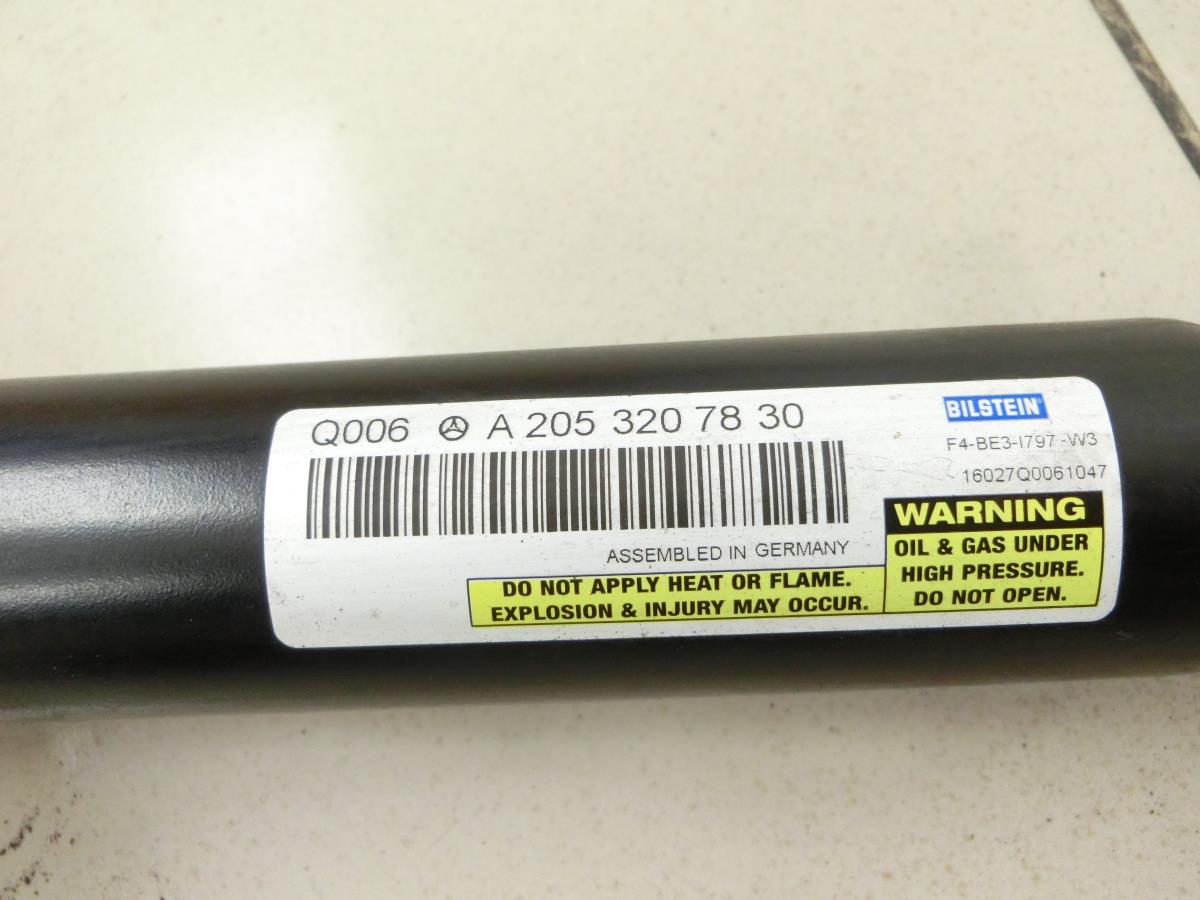 Q006 A 205 320 78 30
BILSTEIN
F4-BE3-I797 -W3
16027Q0061047
ASSEMBLED IN GERMANY
WARNING
OIL & GAS UNDER
HIGH PRESSURE.
DO NOT OPEN.
DO NOT APPLY HEAT OR FLAME.
EXPLOSION & INJURY MAY OCCUR.